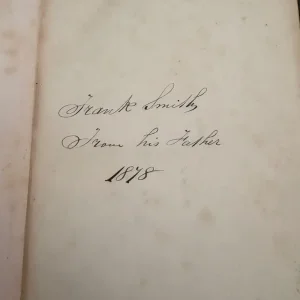 Frank Smith,
From his Father
1878